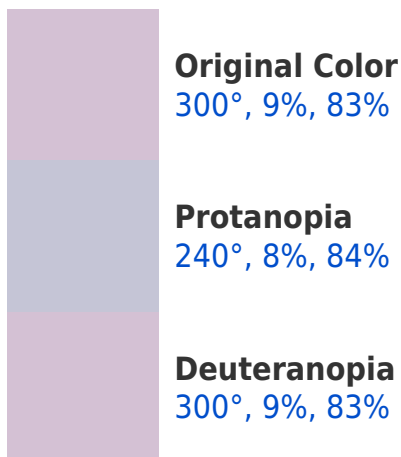 Original Color
300°, 9%, 83%
Protanopia
240°, 8%, 84%
Deuteranopia
300°, 9%, 83%